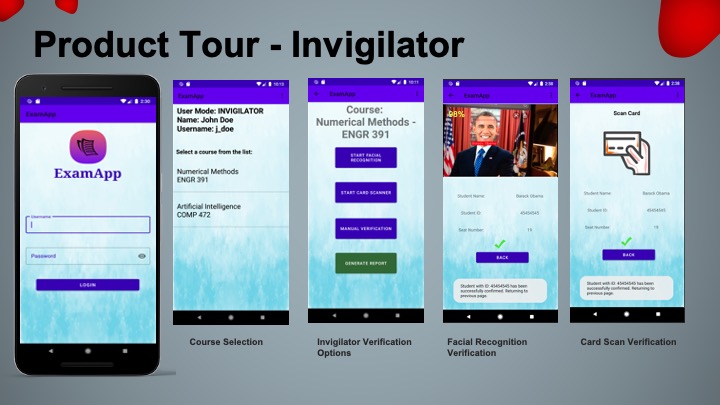 Product Tour - Invigilator
2:30
ExamApp
ExamApp
Username
Password
LOGIN
10:13
ExamApp
User Mode: INVIGILATOR
Name: John Doe
Username: j_doe
Select a course from the list:
Numerical Methods
ENGR 391
Artificial Intelligence
COMP 472
Course Selection
10:11
ExamApp
Course:
Numerical Methods -
ENGR 391
START FACIAL
RECOGNITION
START CARD SCANNER
MANUAL VERIFICATION
GENERATE REPORT
Invigilator Verification
Options
2:38
ExamApp
98%
Student Name: Barack Obama
Student ID: 45454545
Seat Number: 19
BACK
Student with ID: 45454545 has been
successfully confirmed. Returning to
previous page.
Facial Recognition
Verification
2:38
ExamApp
Scan Card
Student Name: Barack Obama
Student ID: 45454545
Seat Number: 19
BACK
Student with ID: 45454545 has been
successfully confirmed. Returning to
previous page.
Card Scan Verification